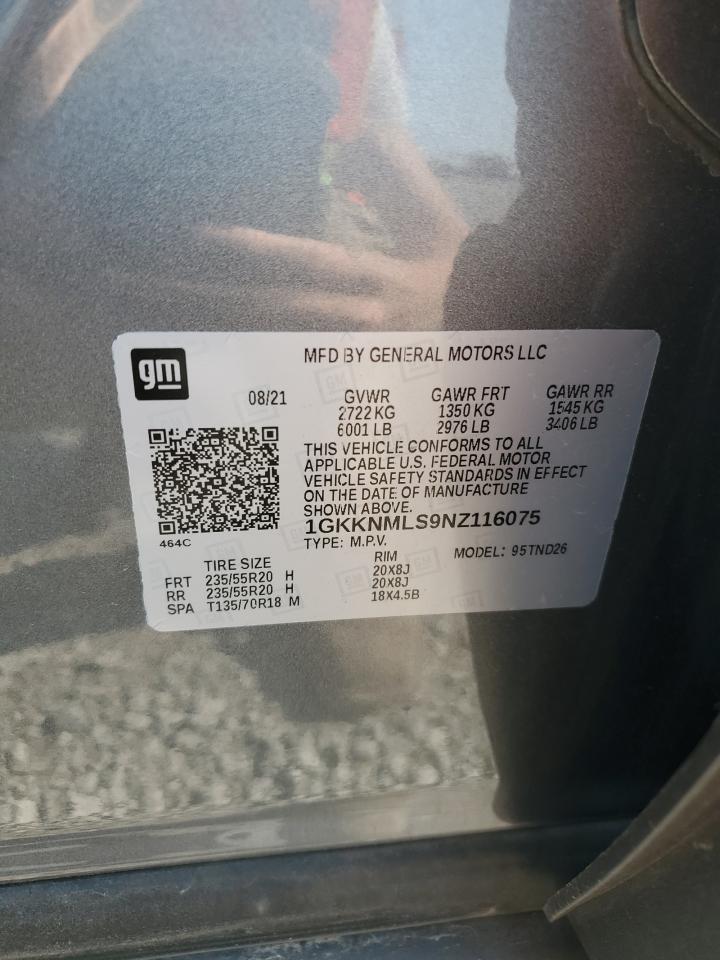 gm
MFD BY GENERAL MOTORS LLC
08/21
GVWR GAWR FRT GAWR RR
2722 KG 1350 KG 1545 KG
6001 LB 2976 LB 3406 LB
THIS VEHICLE CONFORMS TO ALL
APPLICABLE U.S. FEDERAL MOTOR
VEHICLE SAFETY STANDARDS IN EFFECT
ON THE DATE OF MANUFACTURE
SHOWN ABOVE.
1GKKNMLS9NZ116075
464C
TYPE: M.P.V. MODEL: 95TND26
TIRE SIZE RIM
FRT 235/55R20 H 20X8J
RR 235/55R20 H 20X8J
SPA T135/70R18 M 18X4.5B